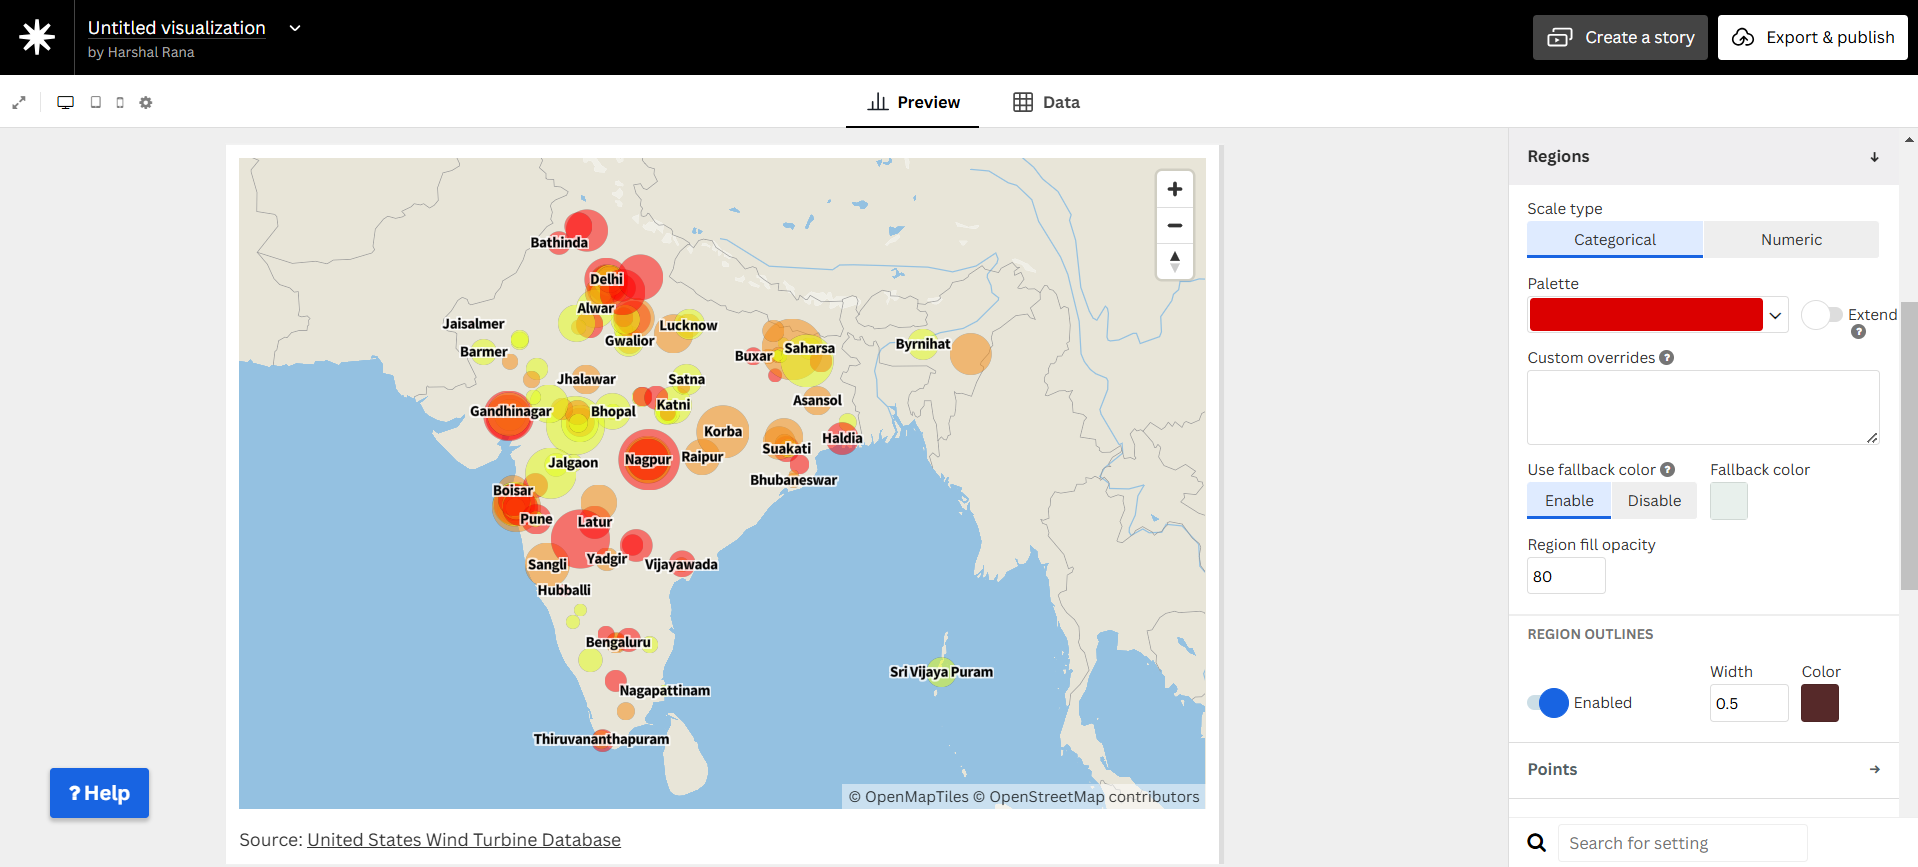 Untitled visualization
by Harshal Rana
Create a story
Export & publish
Preview
Data
Bathinda
Delhi
Alwar
Jaisalmer
Lucknow
Gwalior
Barmer
Buxar
Saharsa
Byrnihat
Jhalawar
Satna
Asansol
Gandhinagar
Bhopal
Katni
Korba
Haldia
Suakati
Nagpur
Raipur
Jalgaon
Bhubaneswar
Boisar
Pune
Latur
Sangli
Yadgir
Vijayawada
Hubballi
Bengaluru
Sri Vijaya Puram
Nagapattinam
Thiruvananthapuram
© OpenMapTiles © OpenStreetMap contributors
Source: United States Wind Turbine Database
? Help
Regions
Scale type
Categorical
Numeric
Palette
Extend
?
Custom overrides ?
Use fallback color ?
Fallback color
Enable
Disable
Region fill opacity
80
REGION OUTLINES
Width
Color
Enabled
0.5
Points
Search for setting